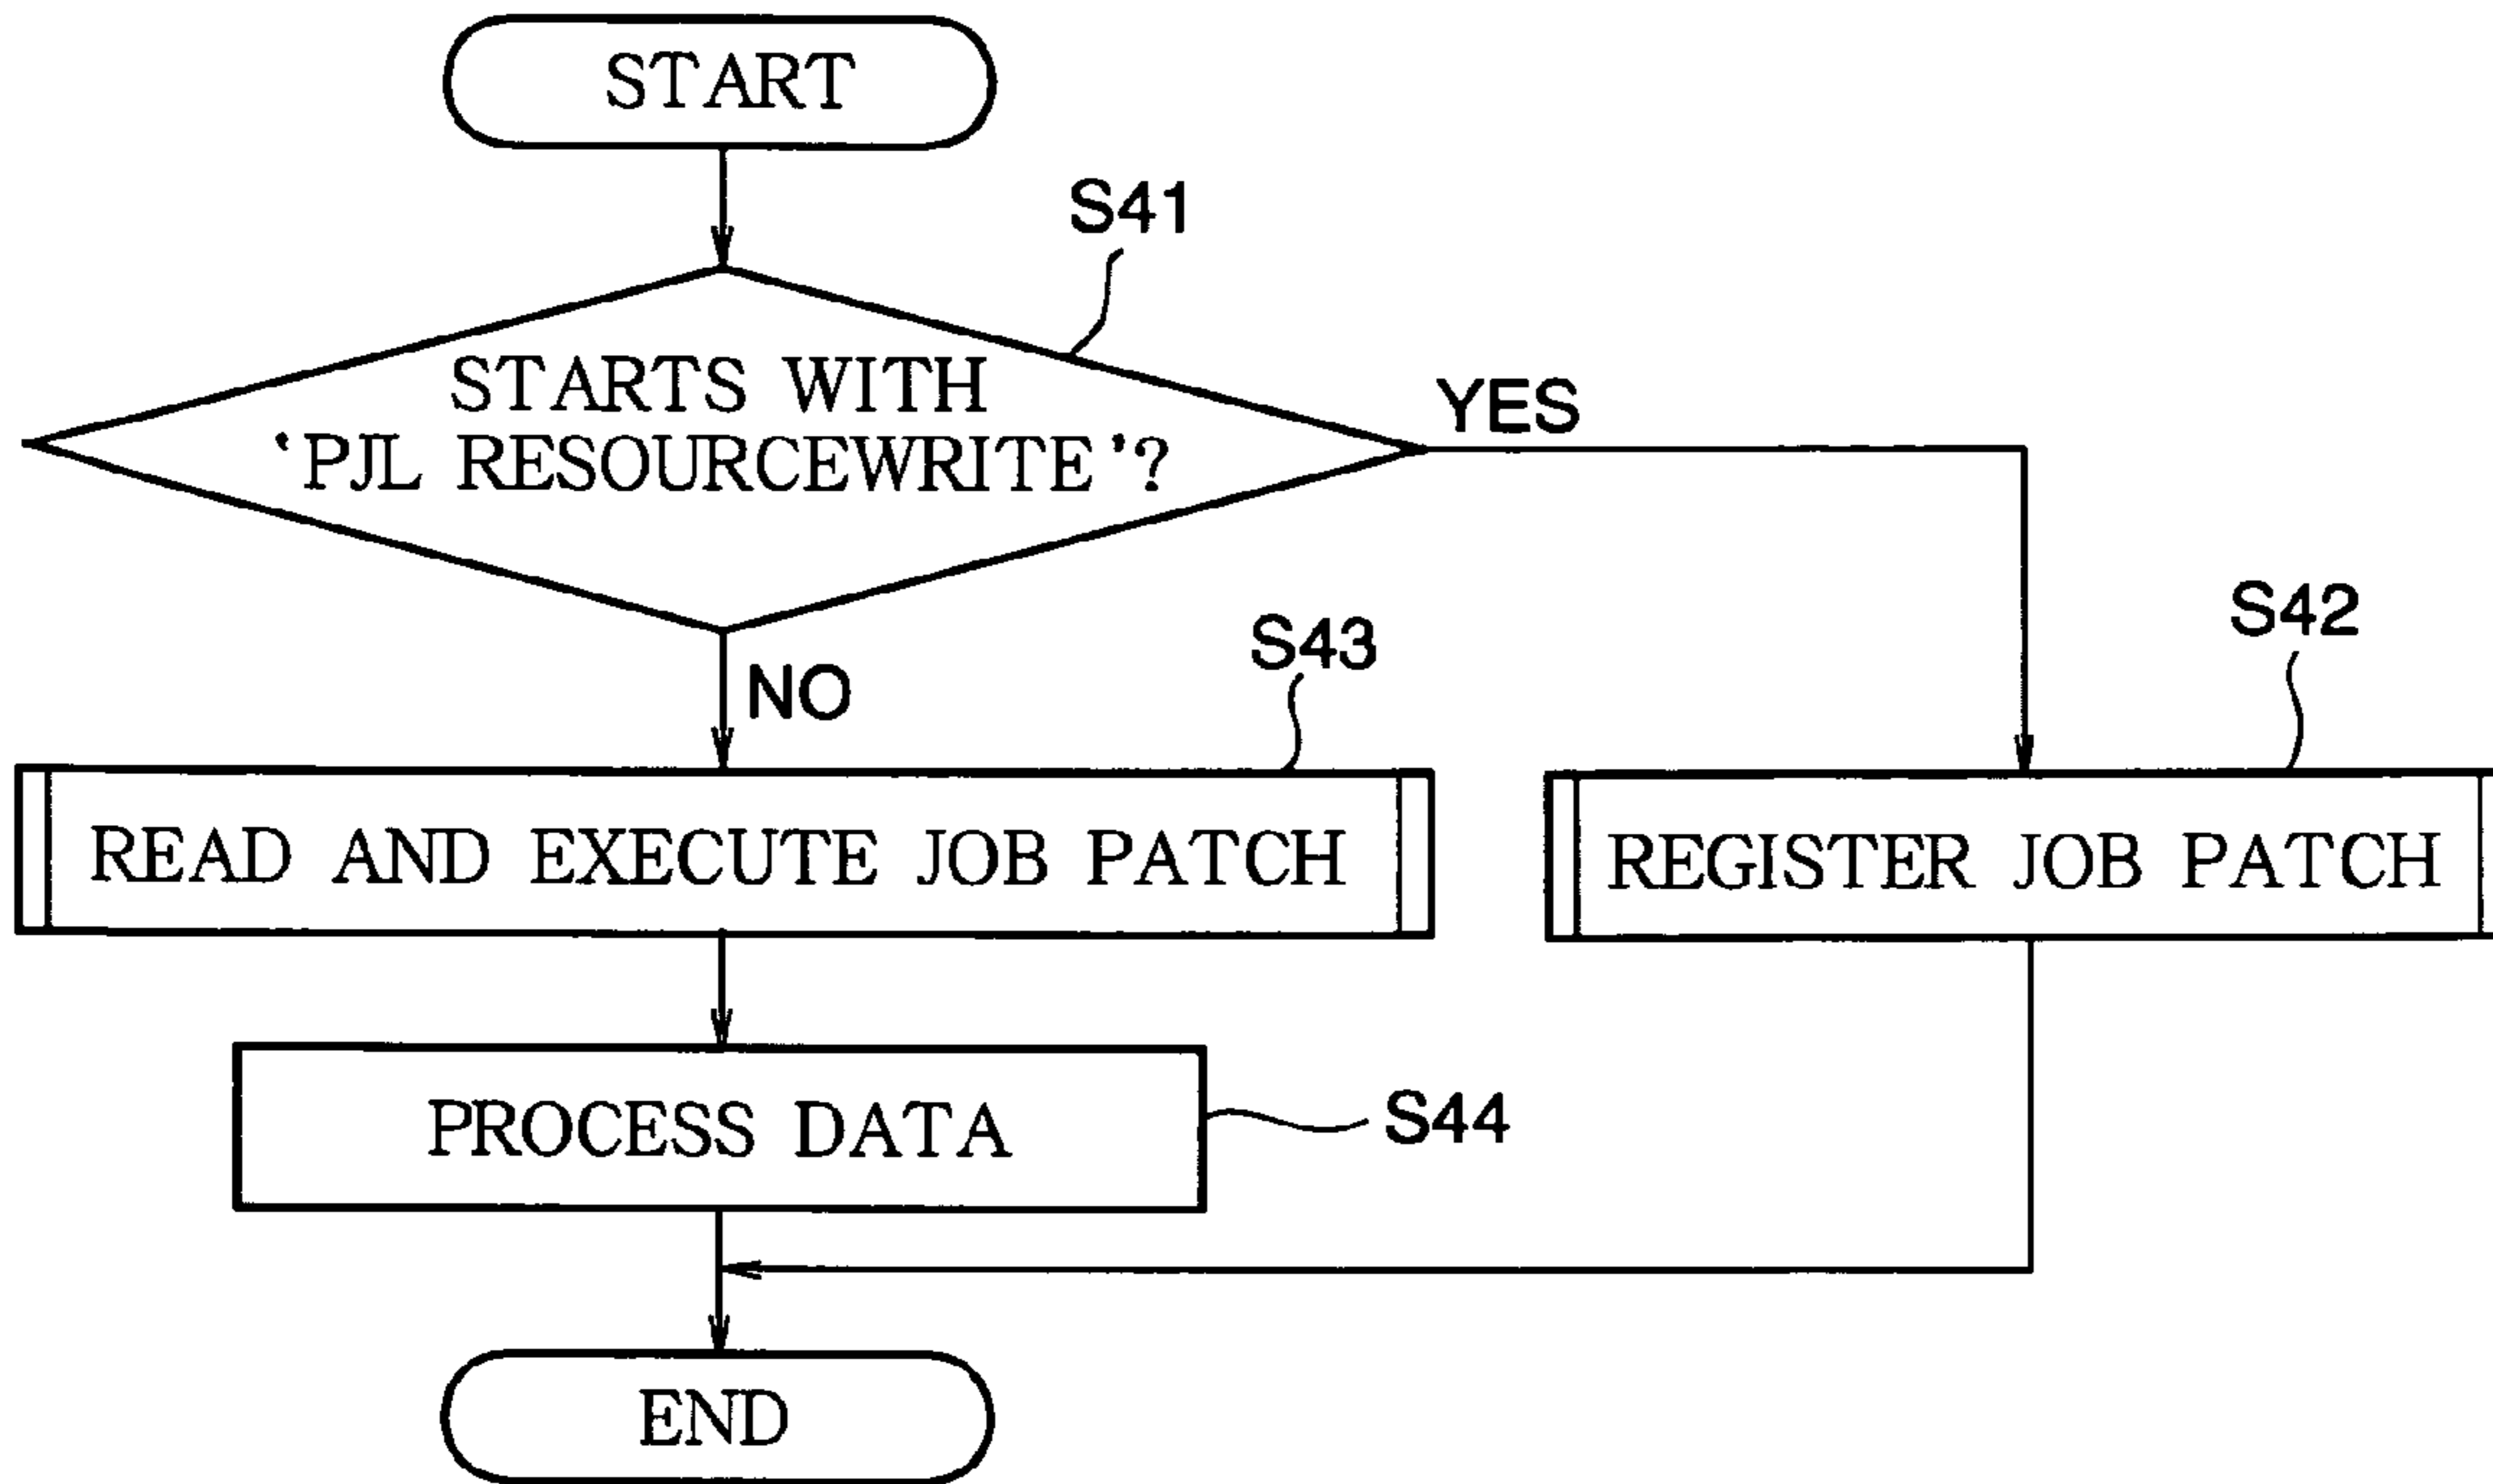 START
S41
STARTS WITH
'PJL RESOURCEWRITE'?
YES
NO
S43
S42
READ AND EXECUTE JOB PATCH
REGISTER JOB PATCH
PROCESS DATA
S44
END